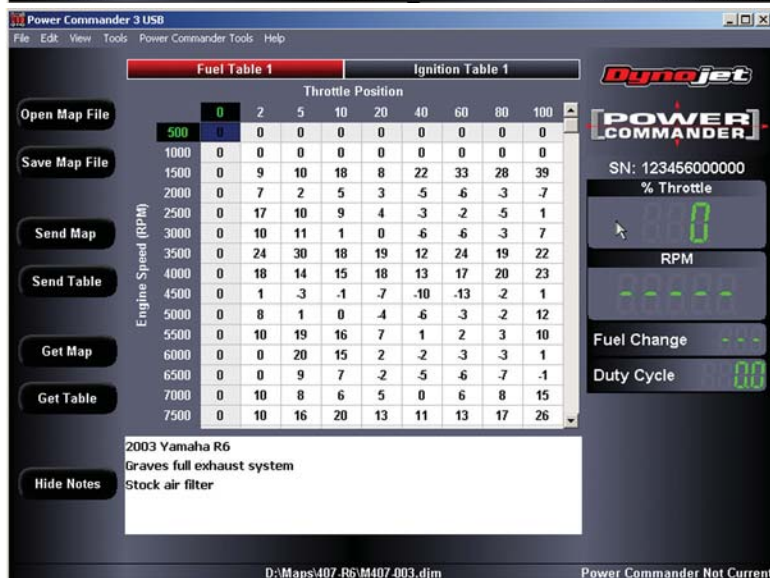 Power Commander 3 USB
File Edit View Tools Power Commander Tools Help
Fuel Table 1 Ignition Table 1
Throttle Position
0 2 5 10 20 40 60 80 100
Engine Speed (RPM)
500 0 0 0 0 0 0 0 0 0
1000 0 0 0 0 0 0 0 0 0
1500 0 9 10 18 8 22 33 28 39
2000 0 7 2 5 3 -5 -6 -3 -7
2500 0 17 10 9 4 -3 -2 -5 1
3000 0 10 11 1 0 -6 -6 -3 7
3500 0 24 30 18 19 12 24 19 22
4000 0 18 14 15 18 13 17 20 23
4500 0 1 -3 -1 -7 -10 -13 -2 1
5000 0 8 1 0 -4 -6 -3 -2 12
5500 0 10 19 16 7 1 2 3 10
6000 0 0 20 15 2 -2 -3 -3 1
6500 0 0 9 7 -2 -5 -6 -7 -1
7000 0 10 8 6 5 0 6 8 15
7500 0 10 16 20 13 11 13 17 26
Open Map File
Save Map File
Send Map
Send Table
Get Map
Get Table
Hide Notes
2003 Yamaha R6
Graves full exhaust system
Stock air filter
Dynojet
POWER
COMMANDER
SN: 123456000000
% Throttle
0
RPM
- - - - -
Fuel Change - - -
Duty Cycle 0.0
D:\Maps\407-R6\M407-003.djm
Power Commander Not Current